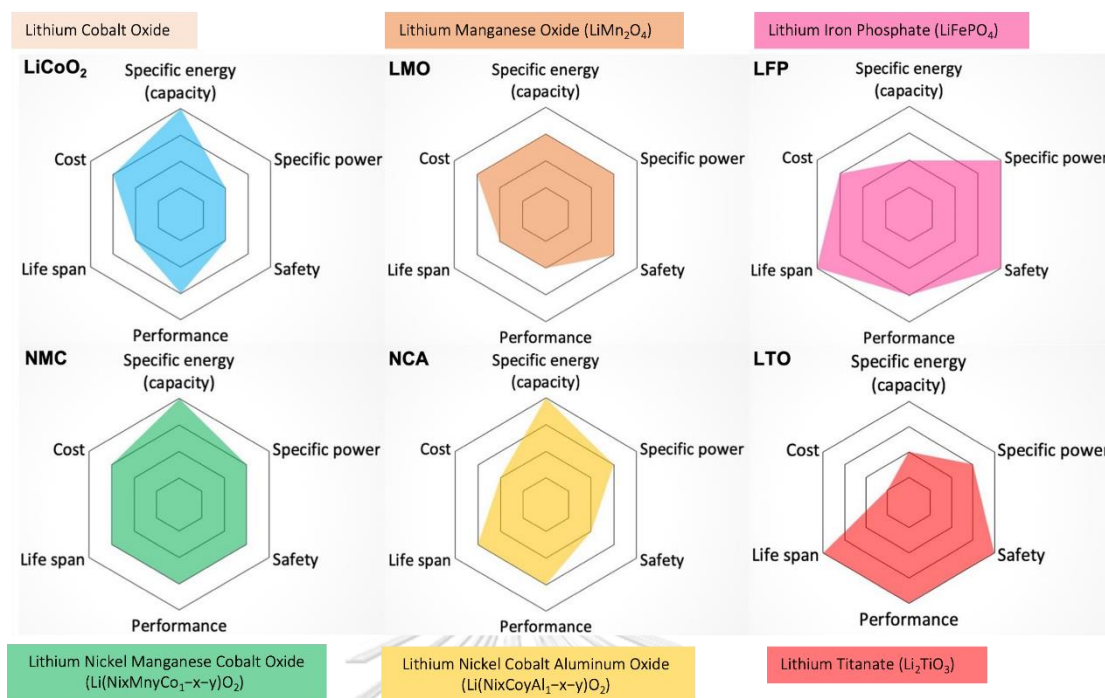 Lithium Cobalt Oxide
Lithium Manganese Oxide (LiMn₂O₄)
Lithium Iron Phosphate (LiFePO₄)
LiCoO₂
Specific energy
(capacity)
Cost
Specific power
Life span
Safety
Performance
LMO
Specific energy
(capacity)
Cost
Specific power
Life span
Safety
Performance
LFP
Specific energy
(capacity)
Cost
Specific power
Life span
Safety
Performance
NMC
Specific energy
(capacity)
Cost
Specific power
Life span
Safety
Performance
NCA
Specific energy
(capacity)
Cost
Specific power
Life span
Safety
Performance
LTO
Specific energy
(capacity)
Cost
Specific power
Life span
Safety
Performance
Lithium Nickel Manganese Cobalt Oxide
(Li(NixMnyCo₁−x−y)O₂)
Lithium Nickel Cobalt Aluminum Oxide
(Li(NixCoyAl₁−x−y)O₂)
Lithium Titanate (Li₂TiO₃)